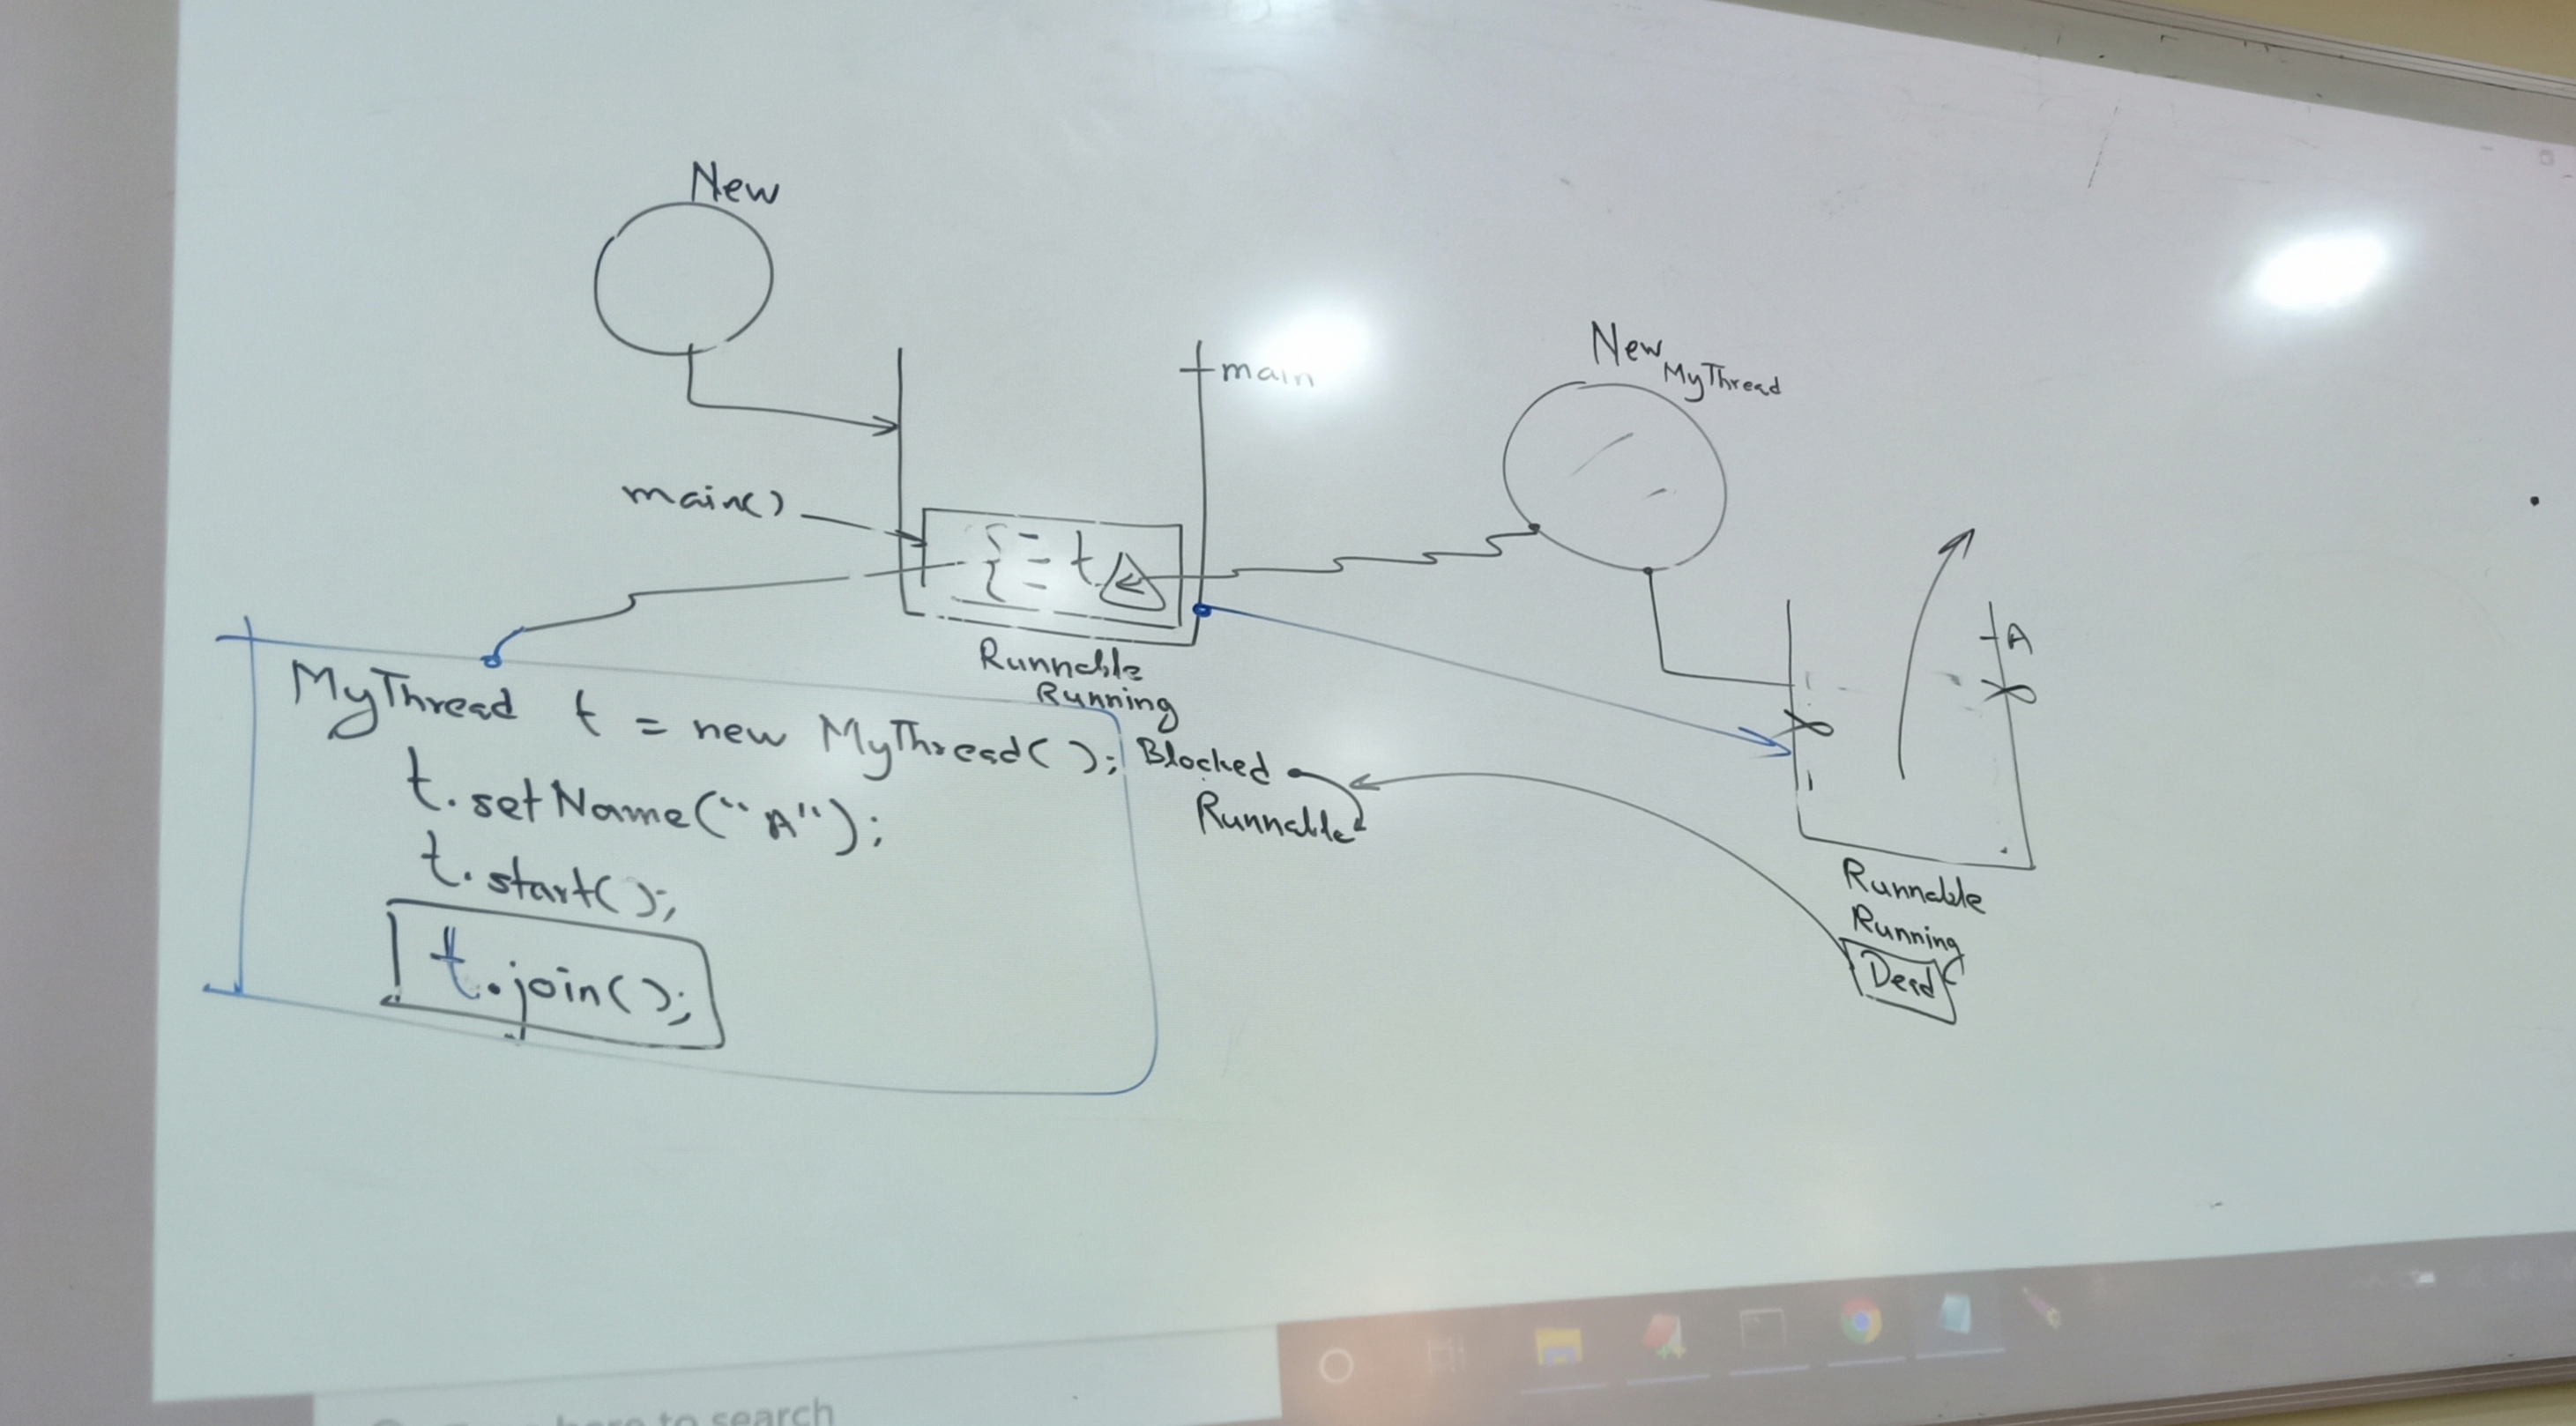 New
main
New
MyThread
main()
t
A
Runnable
Running
MyThread t = new MyThread();
Blocked
t.setName("A");
Runnable
t.start();
t.join();
Runnable
Running
Dead
here to search